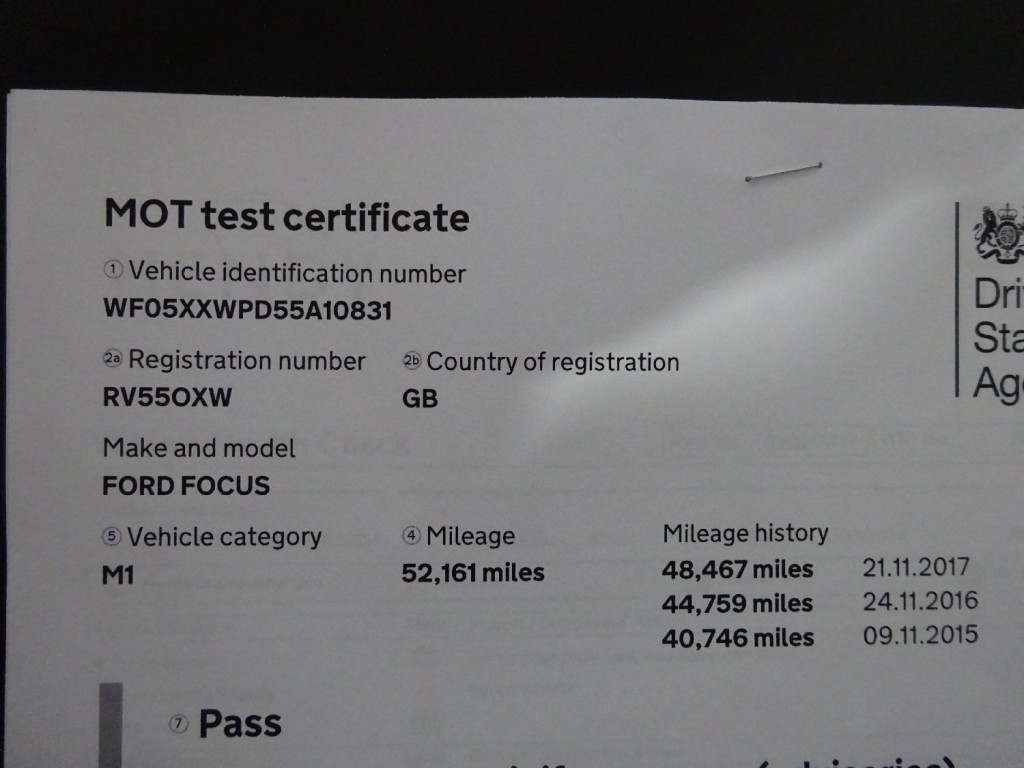 MOT test certificate
1 Vehicle identification number
WF05XXWPD55A10831
2a Registration number 2b Country of registration
RV55OXW GB
Make and model
FORD FOCUS
5 Vehicle category 4 Mileage Mileage history
M1 52,161 miles 48,467 miles 21.11.2017
44,759 miles 24.11.2016
40,746 miles 09.11.2015
7 Pass
Dri
Sta
Age